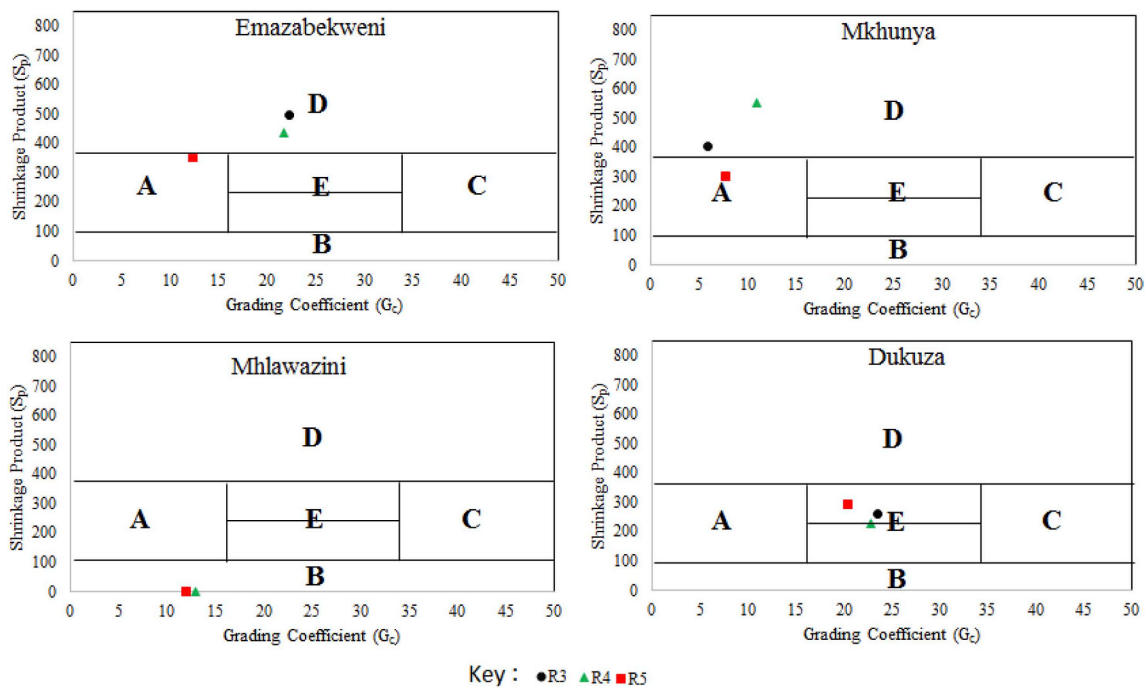 Emazabekweni
Shrinkage Product (Sp)
800
700
600
500
400
300
200
100
0
D
A
E
C
B
0 5 10 15 20 25 30 35 40 45 50
Grading Coefficient (Gc)
Mkhunya
Shrinkage Product (Sp)
800
700
600
500
400
300
200
100
0
D
A
E
C
B
0 5 10 15 20 25 30 35 40 45 50
Grading Coefficient (Gc)
Mhlawazini
Shrinkage Product (Sp)
800
700
600
500
400
300
200
100
0
D
A
E
C
B
0 5 10 15 20 25 30 35 40 45 50
Grading Coefficient (Gc)
Dukuza
Shrinkage Product (Sp)
800
700
600
500
400
300
200
100
0
D
A
E
C
B
0 5 10 15 20 25 30 35 40 45 50
Grading Coefficient (Gc)
Key : R3 R4 R5